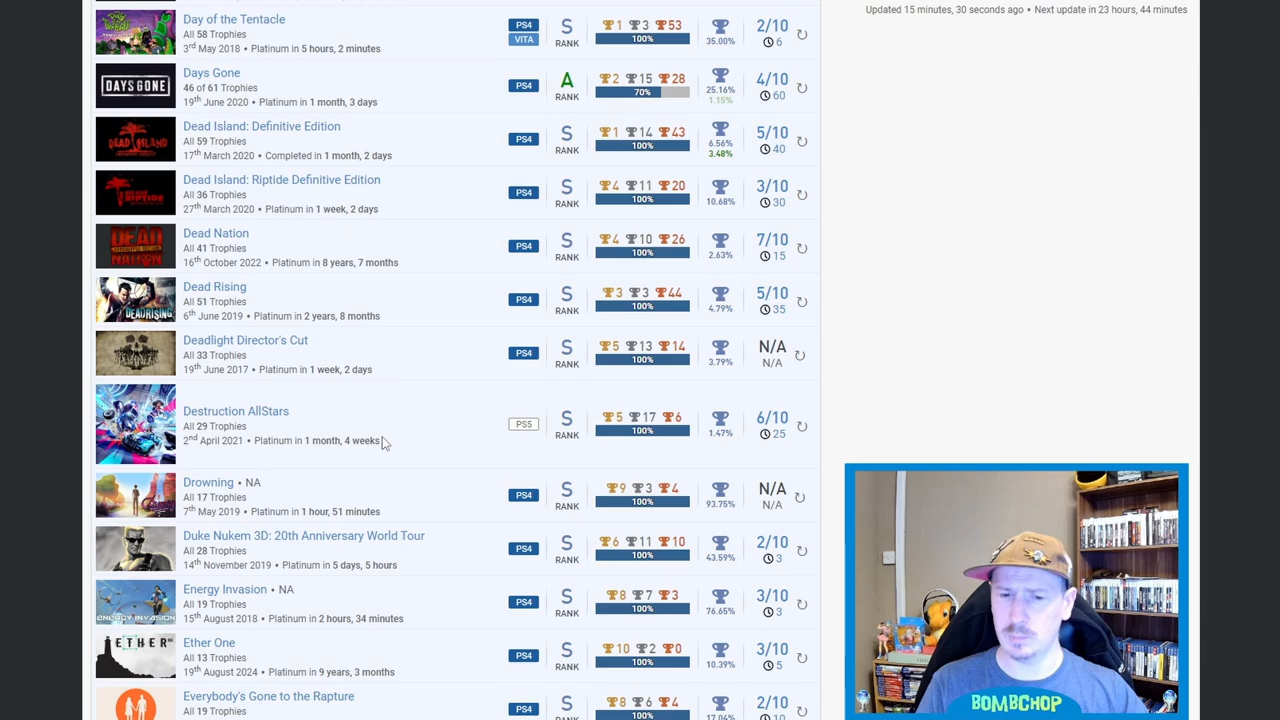 Updated 15 minutes, 30 seconds ago • Next update in 23 hours, 44 minutes
Day of the Tentacle
All 58 Trophies
3rd May 2018 • Platinum in 5 hours, 2 minutes
PS4
VITA
S
RANK
1 3 53
100%
35.00%
2/10
6
DAYS GONE
Days Gone
46 of 61 Trophies
19th June 2020 • Platinum in 1 month, 3 days
PS4
A
RANK
2 15 28
70%
25.16%
1.15%
4/10
60
DEAD ISLAND
Dead Island: Definitive Edition
All 59 Trophies
17th March 2020 • Completed in 1 month, 2 days
PS4
S
RANK
1 14 43
100%
6.56%
3.48%
5/10
40
Dead Island: Riptide Definitive Edition
All 36 Trophies
27th March 2020 • Platinum in 1 week, 2 days
PS4
S
RANK
4 11 20
100%
10.68%
3/10
30
DEAD
NATION
Dead Nation
All 41 Trophies
16th October 2022 • Platinum in 8 years, 7 months
PS4
S
RANK
4 10 26
100%
2.63%
7/10
15
DEADRISING
Dead Rising
All 51 Trophies
6th June 2019 • Platinum in 2 years, 8 months
PS4
S
RANK
3 3 44
100%
4.79%
5/10
35
Deadlight Director's Cut
All 33 Trophies
19th June 2017 • Platinum in 1 week, 2 days
PS4
S
RANK
5 13 14
100%
3.79%
N/A
N/A
Destruction AllStars
All 29 Trophies
2nd April 2021 • Platinum in 1 month, 4 weeks
PS5
S
RANK
5 17 6
100%
1.47%
6/10
25
Drowning • NA
All 17 Trophies
7th May 2019 • Platinum in 1 hour, 51 minutes
PS4
S
RANK
9 3 4
100%
93.75%
N/A
N/A
Duke Nukem 3D: 20th Anniversary World Tour
All 28 Trophies
14th November 2019 • Platinum in 5 days, 5 hours
PS4
S
RANK
6 11 10
100%
43.59%
2/10
3
ENERGY INVASION
Energy Invasion • NA
All 19 Trophies
15th August 2018 • Platinum in 2 hours, 34 minutes
PS4
S
RANK
8 7 3
100%
76.65%
3/10
3
ETHER
Ether One
All 13 Trophies
19th August 2024 • Platinum in 9 years, 3 months
PS4
S
RANK
10 2 0
100%
10.39%
3/10
5
Everybody's Gone to the Rapture
All 19 Trophies
PS4
S
RANK
8 6 4
100%
17.04%
2/10
10
BOMBCHOP